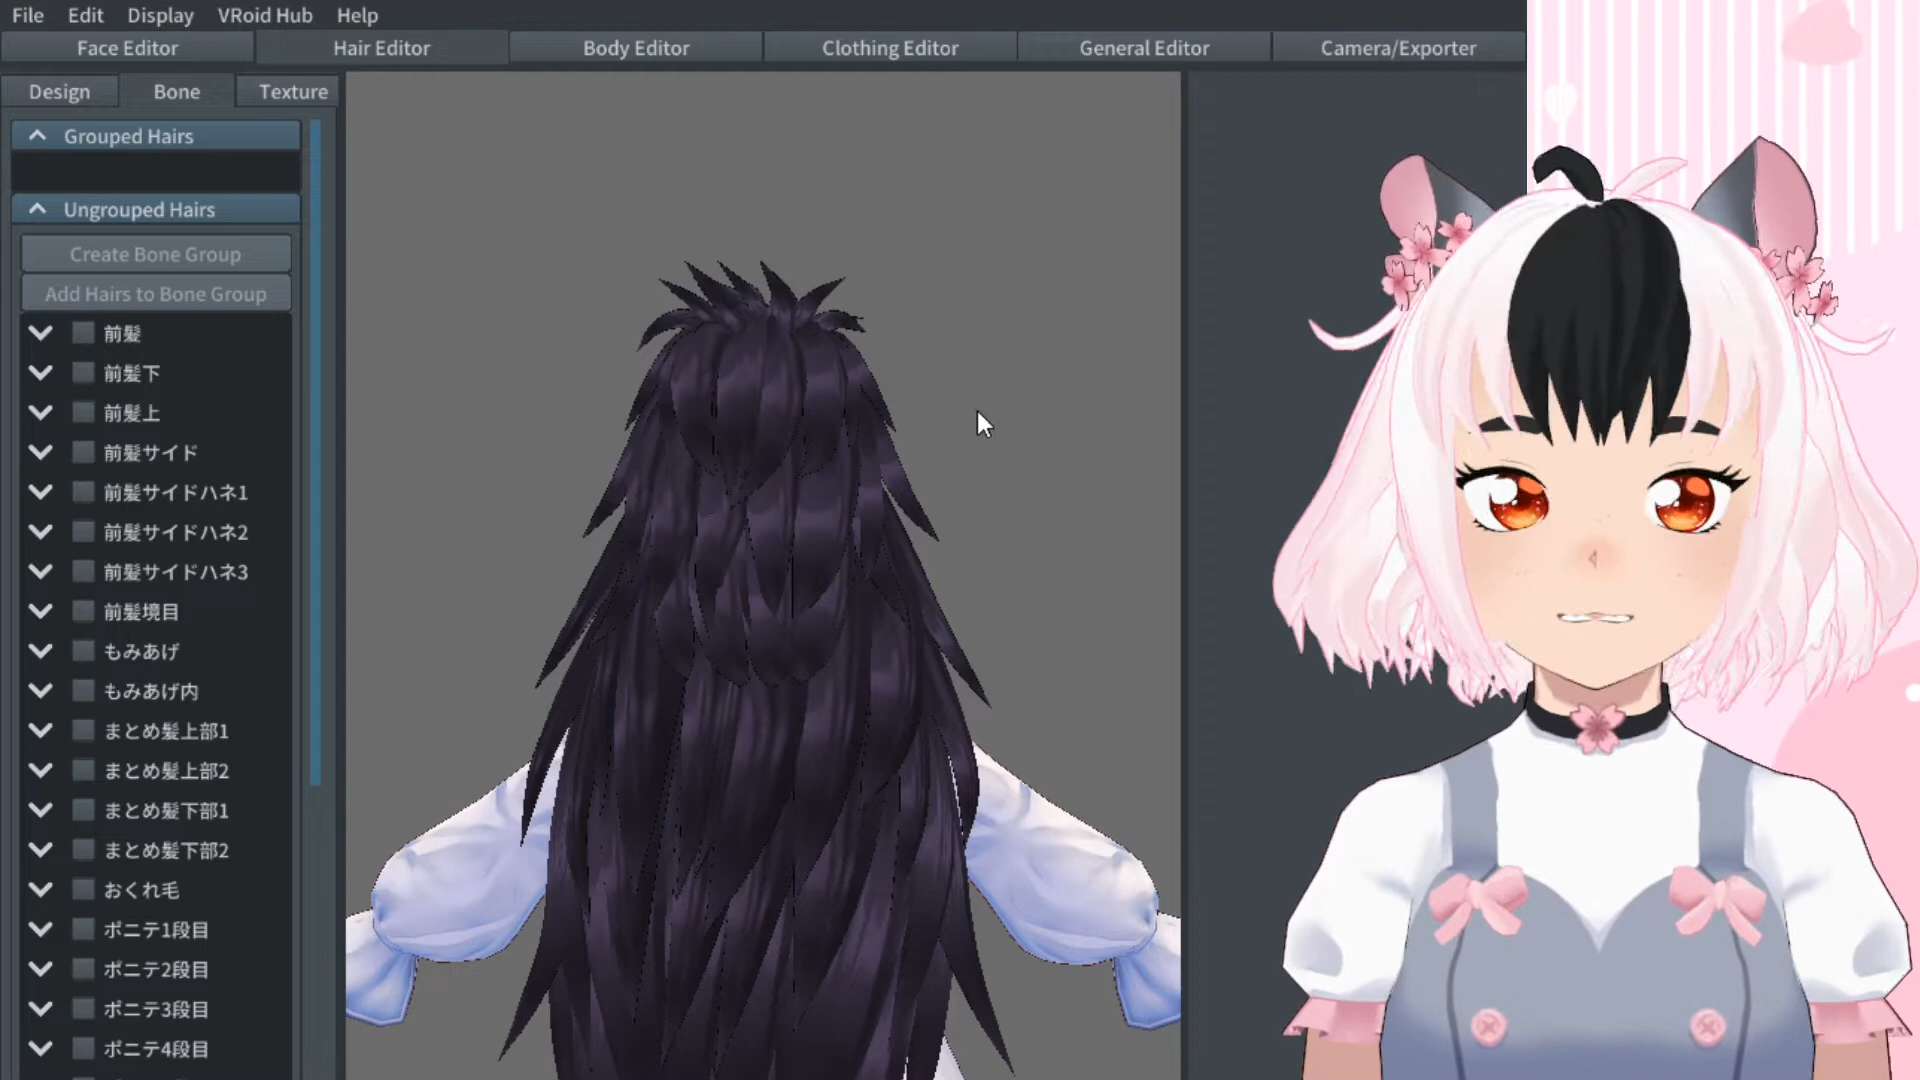 File Edit Display VRoid Hub Help
Face Editor Hair Editor Body Editor Clothing Editor General Editor Camera/Exporter
Design Bone Texture
Grouped Hairs
Ungrouped Hairs
Create Bone Group
Add Hairs to Bone Group
前髪
前髪下
前髪上
前髪サイド
前髪サイドハネ1
前髪サイドハネ2
前髪サイドハネ3
前髪境目
もみあげ
もみあげ内
まとめ髪上部1
まとめ髪上部2
まとめ髪下部1
まとめ髪下部2
おくれ毛
ポニテ1段目
ポニテ2段目
ポニテ3段目
ポニテ4段目